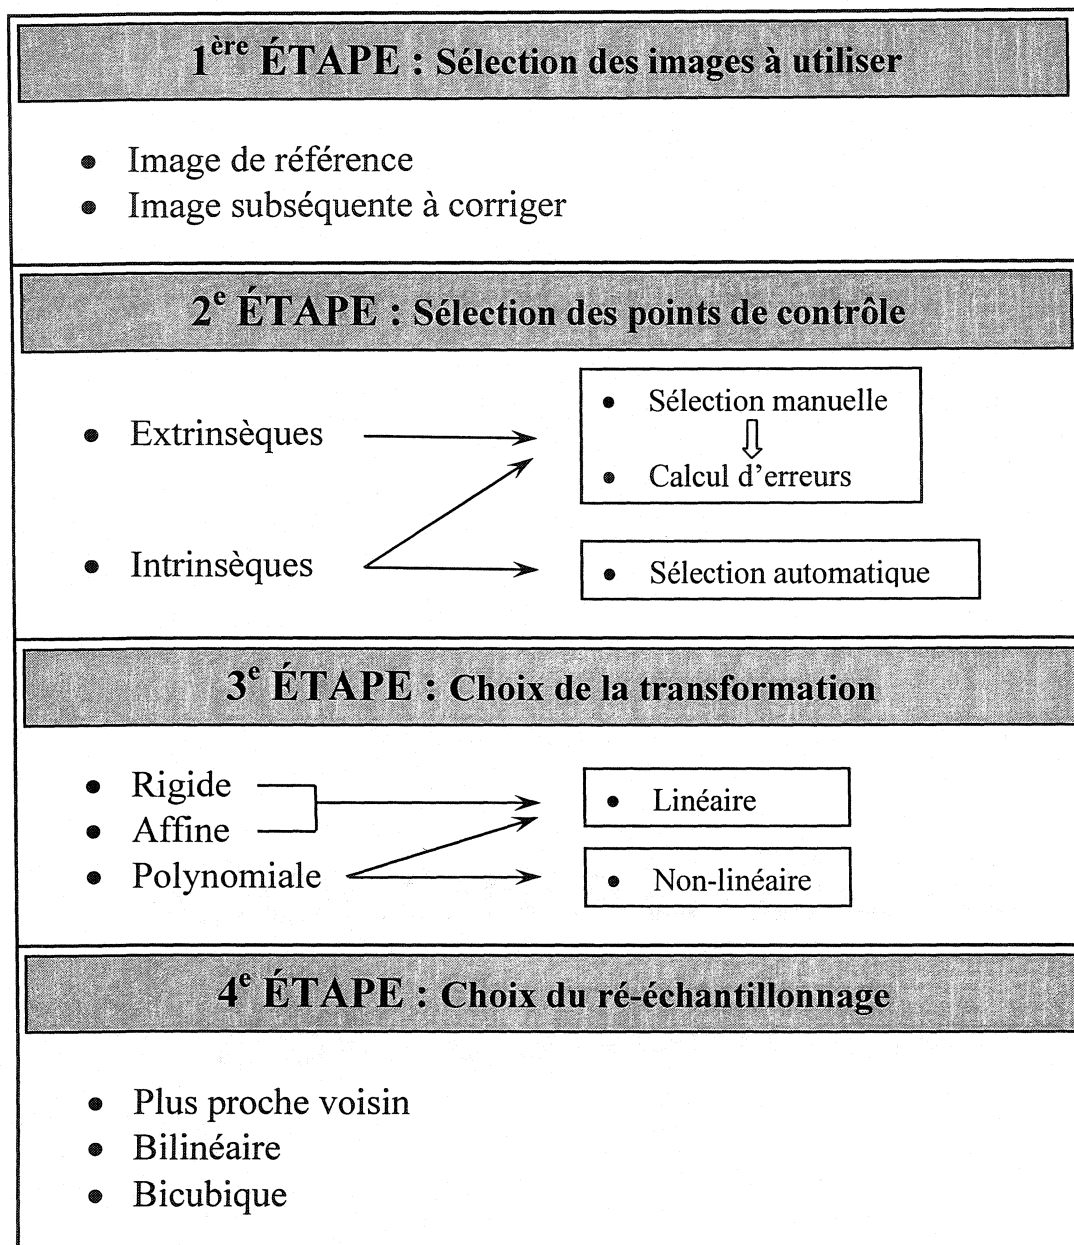 1ère ÉTAPE : Sélection des images à utiliser
• Image de référence
• Image subséquente à corriger
2e ÉTAPE : Sélection des points de contrôle
• Extrinsèques
• Sélection manuelle
• Calcul d'erreurs
• Intrinsèques
• Sélection automatique
3e ÉTAPE : Choix de la transformation
• Rigide
• Affine
• Polynomiale
• Linéaire
• Non-linéaire
4e ÉTAPE : Choix du ré-échantillonnage
• Plus proche voisin
• Bilinéaire
• Bicubique